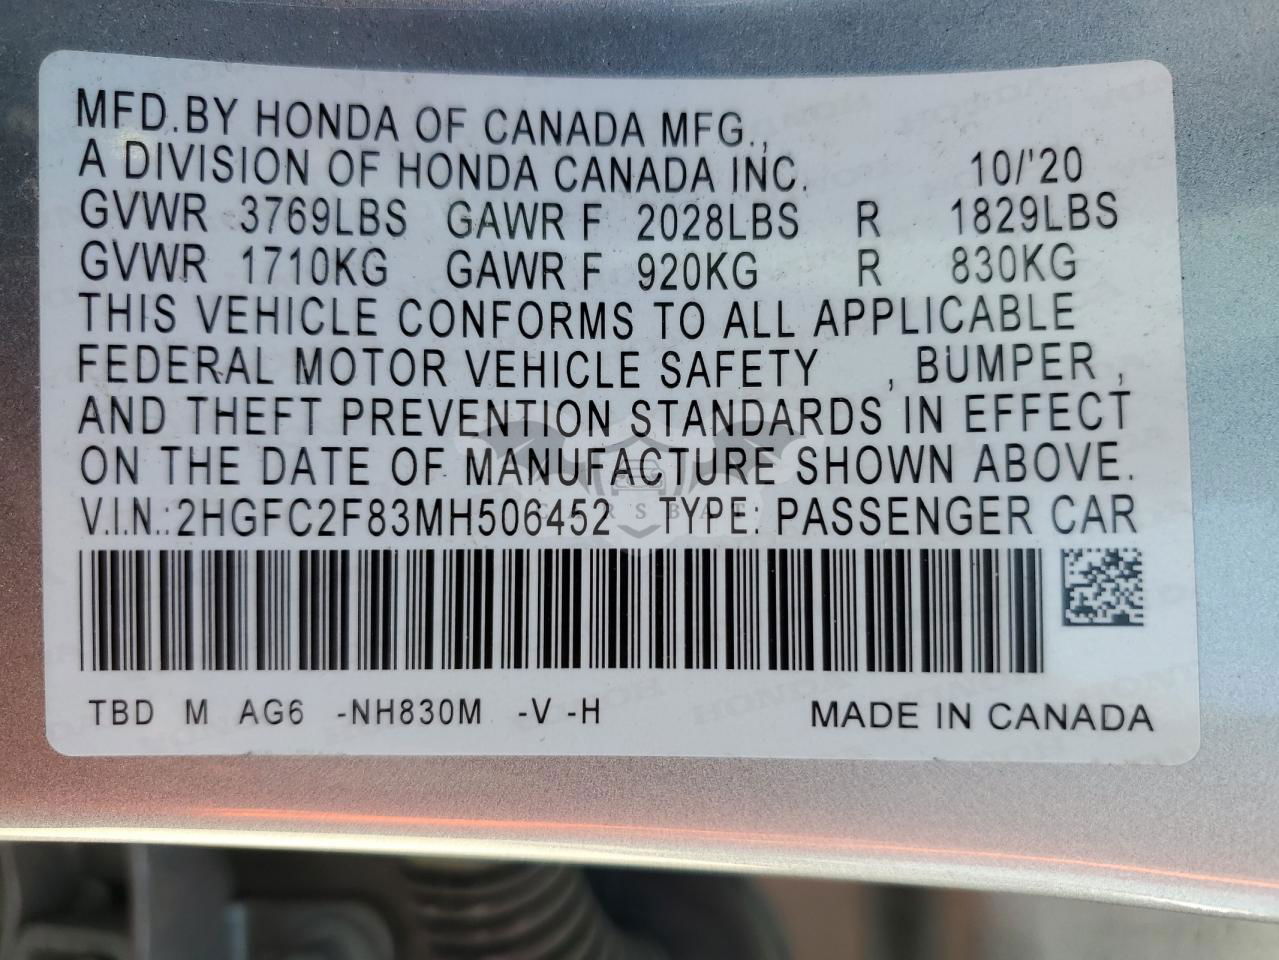 MFD.BY HONDA OF CANADA MFG.,
A DIVISION OF HONDA CANADA INC. 10/'20
GVWR 3769LBS GAWR F 2028LBS R 1829LBS
GVWR 1710KG GAWR F 920KG R 830KG
THIS VEHICLE CONFORMS TO ALL APPLICABLE
FEDERAL MOTOR VEHICLE SAFETY , BUMPER ,
AND THEFT PREVENTION STANDARDS IN EFFECT
ON THE DATE OF MANUFACTURE SHOWN ABOVE.
V.I.N.:2HGFC2F83MH506452 TYPE: PASSENGER CAR
CARSBAT
TBD M AG6 -NH830M -V -H MADE IN CANADA